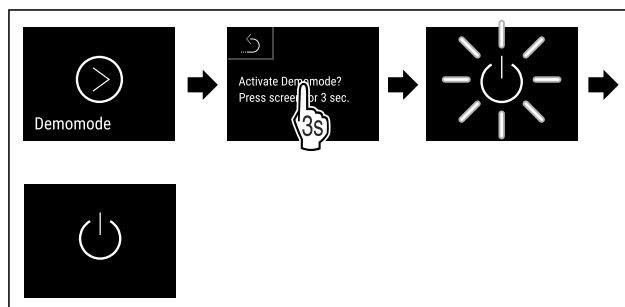 Demomode
Activate Demomode?
Press screen for 3 sec.
3s